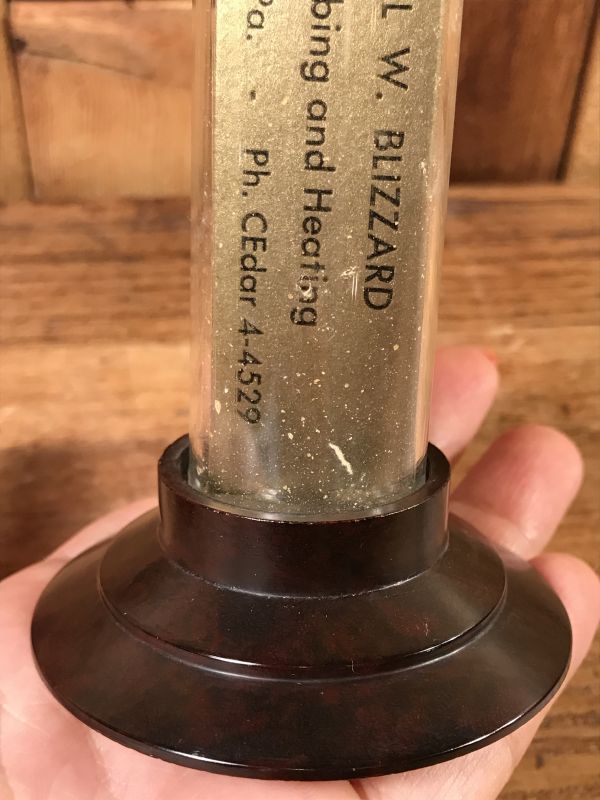 L W. BLIZZARD
bing and Heating
Pa. - Ph. CEdar 4-4529